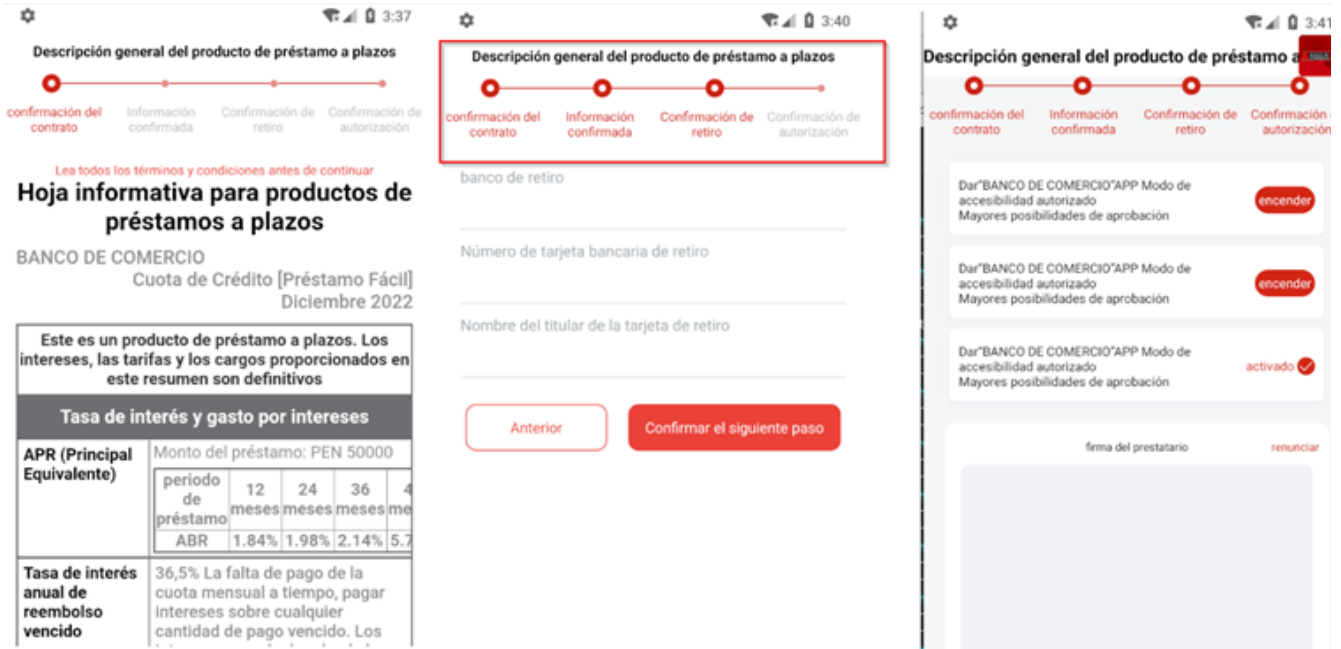 3:37
Descripción general del producto de préstamo a plazos
confirmación del contrato
Información confirmada
Confirmación de retiro
Confirmación de autorización
Lea todos los términos y condiciones antes de continuar
Hoja informativa para productos de
préstamos a plazos
BANCO DE COMERCIO
Cuota de Crédito [Préstamo Fácil]
Diciembre 2022
Este es un producto de préstamo a plazos. Los
intereses, las tarifas y los cargos proporcionados en
este resumen son definitivos
Tasa de interés y gasto por intereses
APR (Principal
Equivalente)
Monto del préstamo: PEN 50000
periodo de préstamo
12 meses
24 meses
36 meses
4
me
ABR 1.84% 1.98% 2.14% 5.7
Tasa de interés
anual de
reembolso
vencido
36,5% La falta de pago de la
cuota mensual a tiempo, pagar
intereses sobre cualquier
cantidad de pago vencido. Los
3:40
Descripción general del producto de préstamo a plazos
confirmación del contrato
Información confirmada
Confirmación de retiro
Confirmación de autorización
banco de retiro
Número de tarjeta bancaria de retiro
Nombre del titular de la tarjeta de retiro
Anterior
Confirmar el siguiente paso
3:41
Descripción general del producto de préstamo a
confirmación del contrato
Información confirmada
Confirmación de retiro
Confirmación
autorización
Dar"BANCO DE COMERCIO"APP Modo de
accesibilidad autorizado
Mayores posibilidades de aprobación
encender
Dar"BANCO DE COMERCIO"APP Modo de
accesibilidad autorizado
Mayores posibilidades de aprobación
encender
Dar"BANCO DE COMERCIO"APP Modo de
accesibilidad autorizado
Mayores posibilidades de aprobación
activado
firma del prestatario
renunciar